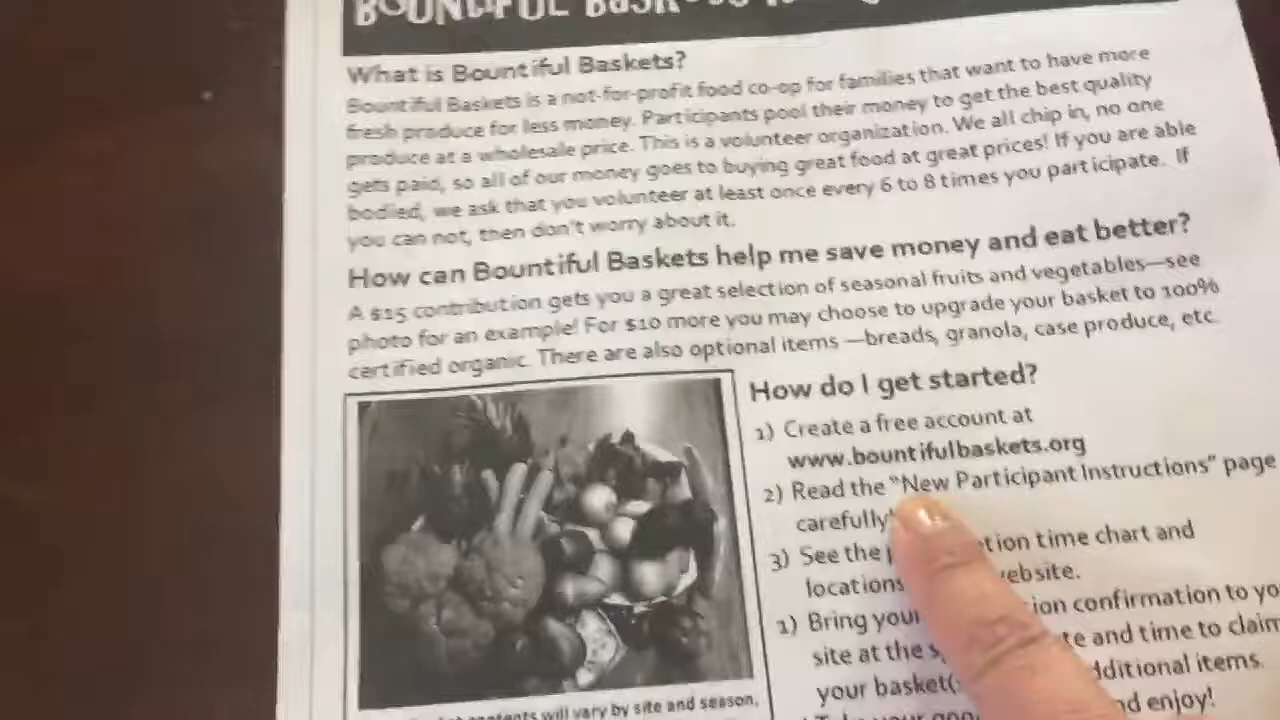 BOUNTIFUL
What is Bountiful Baskets?
Bountiful Baskets is a not-for-profit food co-op for families that want to have more
fresh produce for less money. Participants pool their money to get the best quality
produce at a wholesale price. This is a volunteer organization. We all chip in, no one
gets paid, so all of our money goes to buying great food at great prices! If you are able
bodied, we ask that you volunteer at least once every 6 to 8 times you participate. If
you can not, then don't worry about it.
How can Bountiful Baskets help me save money and eat better?
A $15 contribution gets you a great selection of seasonal fruits and vegetables—see
photo for an example! For $10 more you may choose to upgrade your basket to 100%
certified organic. There are also optional items —breads, granola, case produce, etc.
How do I get started?
1) Create a free account at
www.bountifulbaskets.org
2) Read the "New Participant Instructions" page
carefully
3) See the time chart and
locations
1) Bring your confirmation to
site at the and time to claim
your additional items.
enjoy!
contents will vary by site and season.